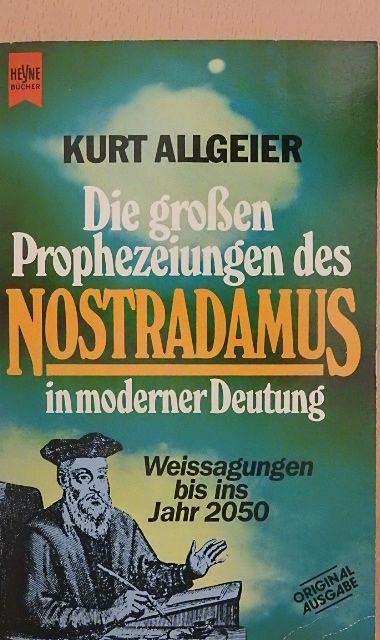 HEYNE
BÜCHER
KURT ALLGEIER
Die großen
Prophezeiungen des
NOSTRADAMUS
in moderner Deutung
Weissagungen
bis ins
Jahr 2050
ORIGINAL
AUSGABE